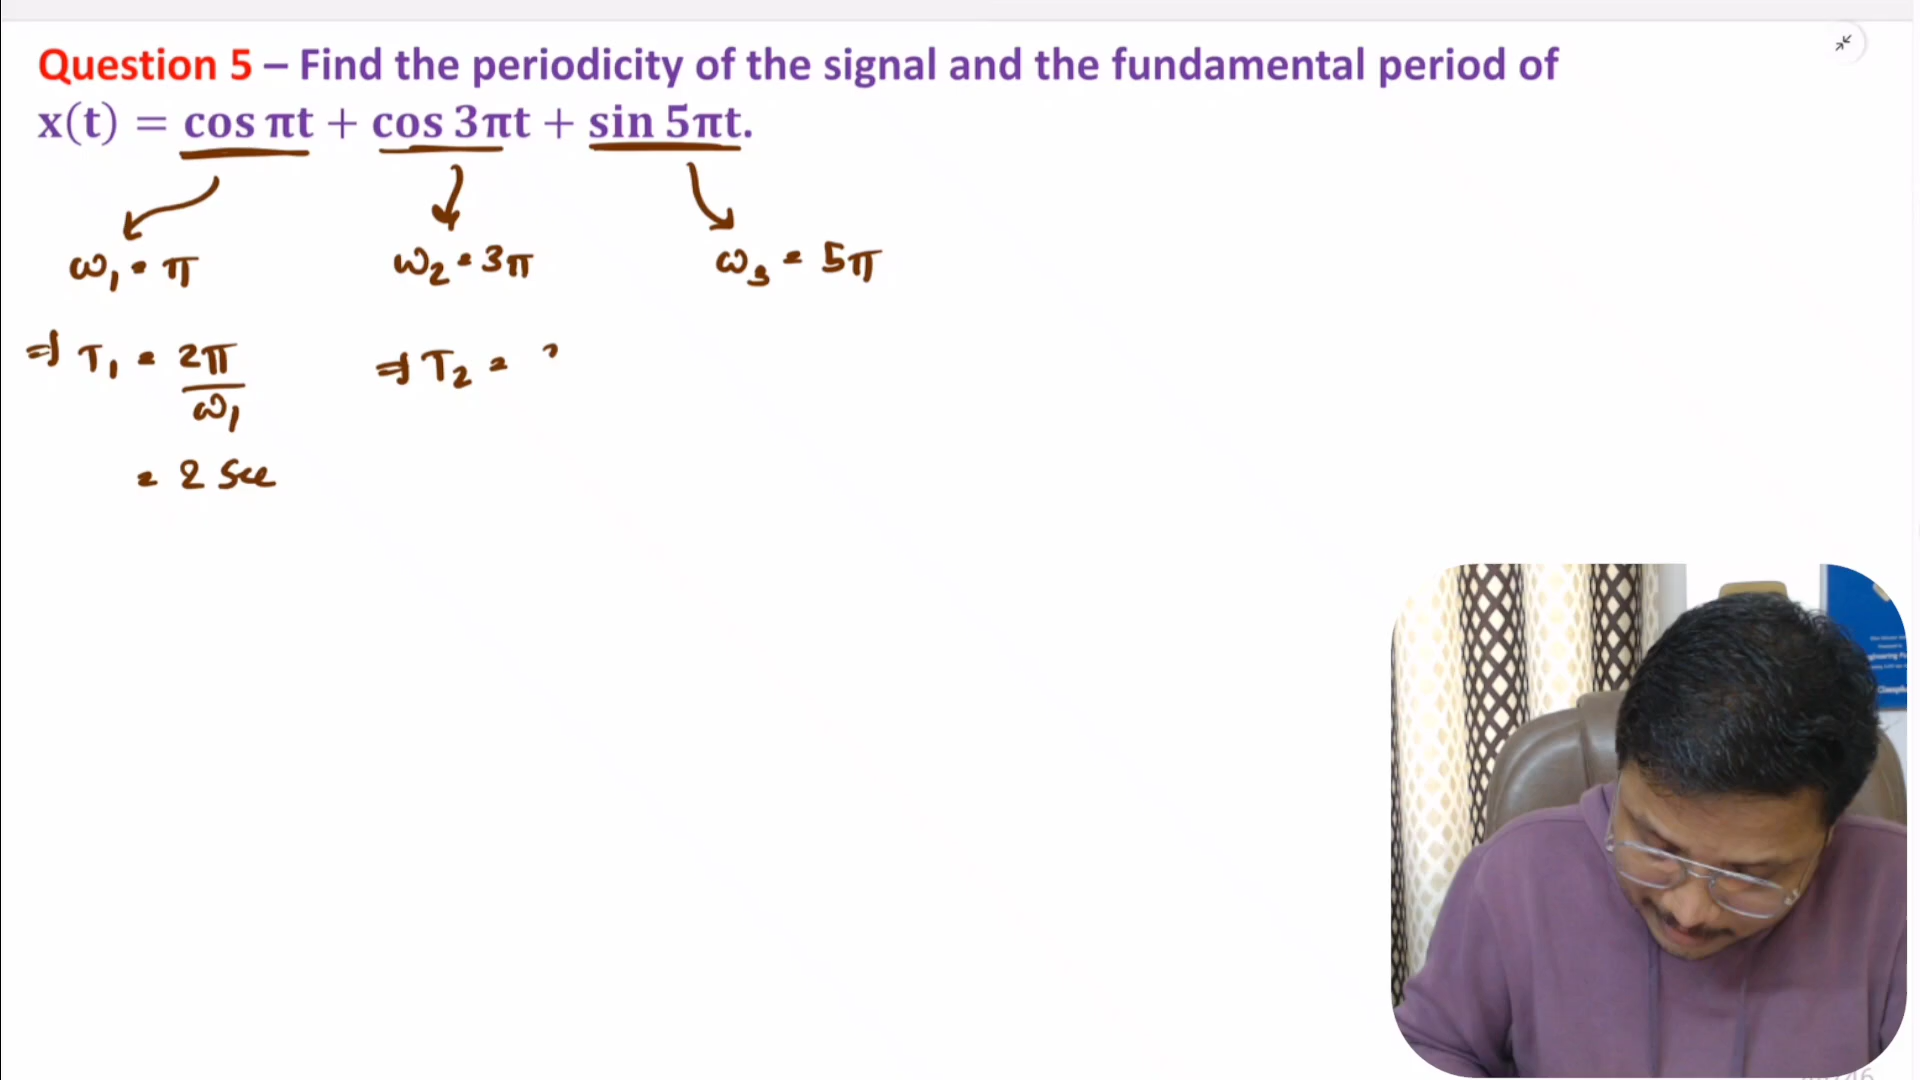 Question 5 – Find the periodicity of the signal and the fundamental period of
x(t) = cos πt + cos 3πt + sin 5πt.
ω₁ = π ω₂ = 3π ω₃ = 5π
⇒ T₁ = 2π/ω₁ ⇒ T₂ =
= 2 sec